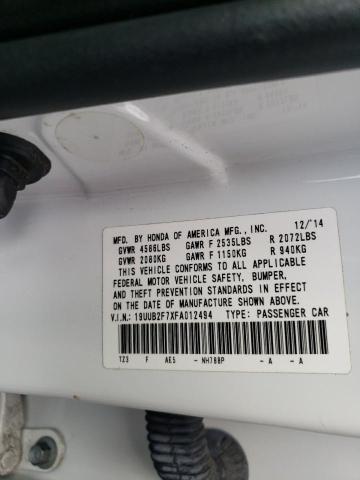 MFD. BY HONDA OF AMERICA MFG., INC. 12/'14
GVWR 4586LBS GAWR F 2535LBS R 2072LBS
GVWR 2080KG GAWR F 1150KG R 940KG
THIS VEHICLE CONFORMS TO ALL APPLICABLE
FEDERAL MOTOR VEHICLE SAFETY, BUMPER,
AND THEFT PREVENTION STANDARDS IN EFFECT
ON THE DATE OF MANUFACTURE SHOWN ABOVE.
V.I.N.: 19UUB2F7XFA012494 TYPE: PASSENGER CAR
TZ3 F AE5 - NH788P - A - A